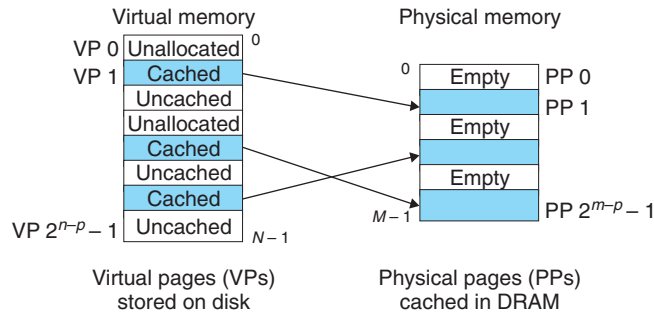 Virtual memory
Physical memory
VP 0 Unallocated 0
VP 1 Cached
Uncached
Unallocated
Cached
Uncached
Cached
VP 2^{n–p} – 1 Uncached
N – 1
0 Empty PP 0
PP 1
Empty
Empty
M – 1 PP 2^{m–p} – 1
Virtual pages (VPs)
stored on disk
Physical pages (PPs)
cached in DRAM